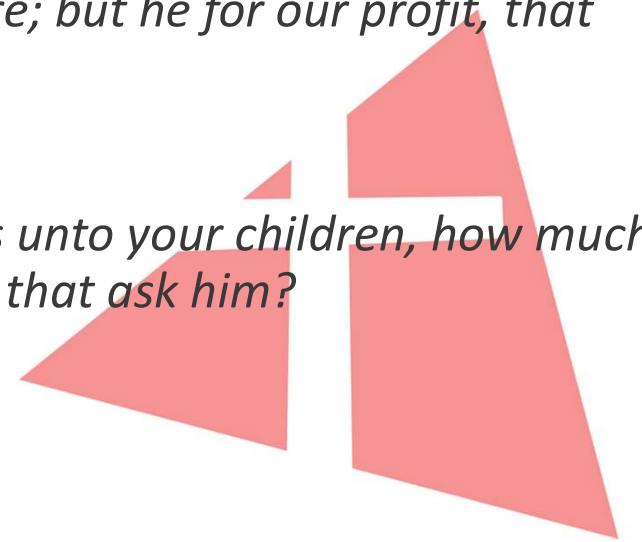 ; but he for our profit, that
unto your children, how much
that ask him?